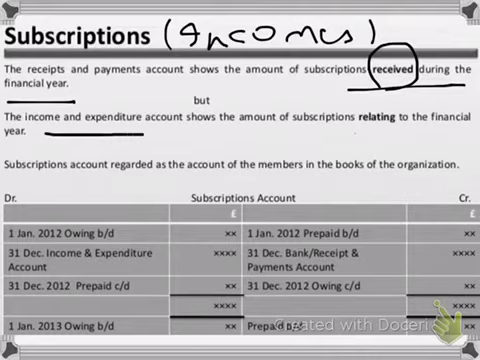 Subscriptions (Incomes)
The receipts and payments account shows the amount of subscriptions received during the
financial year.
but
The income and expenditure account shows the amount of subscriptions relating to the financial
year.
Subscriptions account regarded as the account of the members in the books of the organization.
Dr. Subscriptions Account Cr.
£ £
1 Jan. 2012 Owing b/d ×× 1 Jan. 2012 Prepaid b/d ××
31 Dec. Income & Expenditure ×××× 31 Dec. Bank/Receipt & ××××
Account Payments Account
31 Dec. 2012 Prepaid c/d ×× 31 Dec. 2012 Owing c/d ××
×××× ××××
1 Jan. 2013 Owing b/d ×× Prepaid b/d ××
Created with Doceri